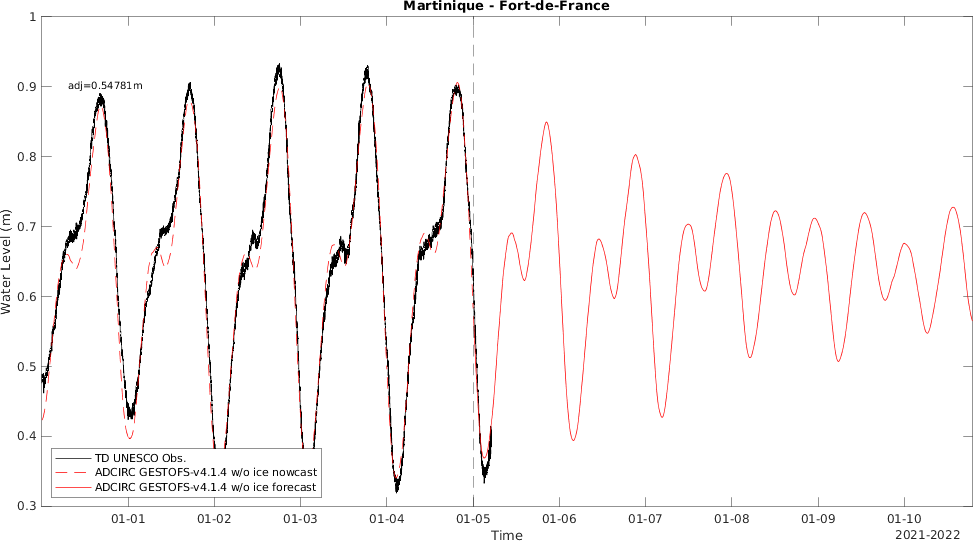 Martinique - Fort-de-France
1
0.9
0.8
0.7
0.6
0.5
0.4
0.3
Water Level (m)
adj=0.54781m
TD UNESCO Obs.
ADCIRC GESTOFS-v4.1.4 w/o ice nowcast
ADCIRC GESTOFS-v4.1.4 w/o ice forecast
01-01 01-02 01-03 01-04 01-05 01-06 01-07 01-08 01-09 01-10
Time
2021-2022